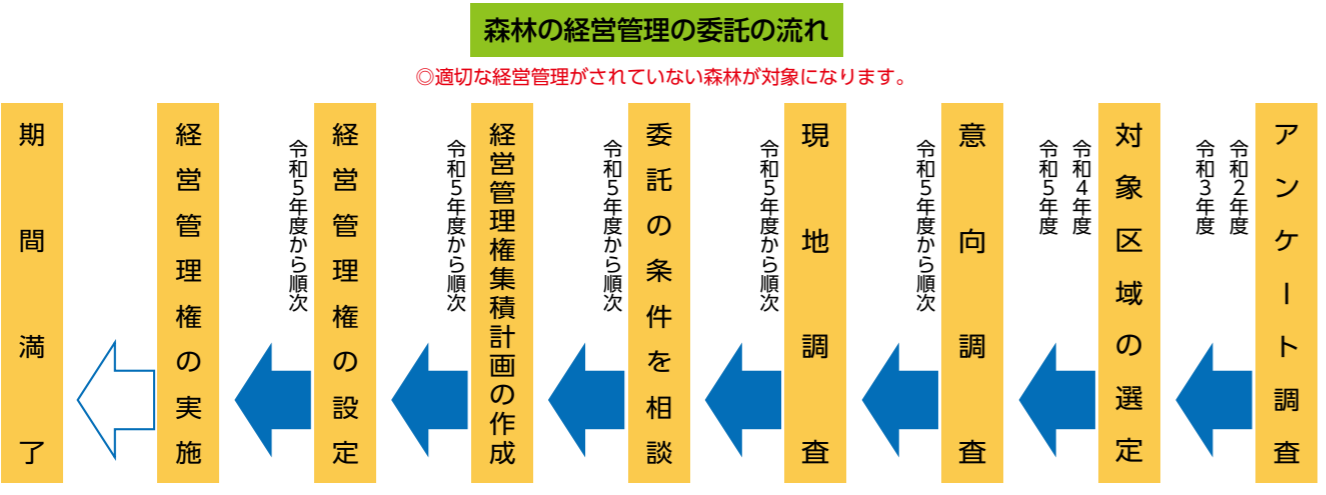 森林の経営管理の委託の流れ
◎適切な経営管理がされていない森林が対象になります。
アンケート調査
令和2年度
令和3年度
対象区域の選定
令和4年度
令和5年度
意向調査
令和5年度から順次
現地調査
令和5年度から順次
委託の条件を相談
令和5年度から順次
経営管理権集積計画の作成
令和5年度から順次
経営管理権の設定
令和5年度から順次
経営管理権の実施
期間満了